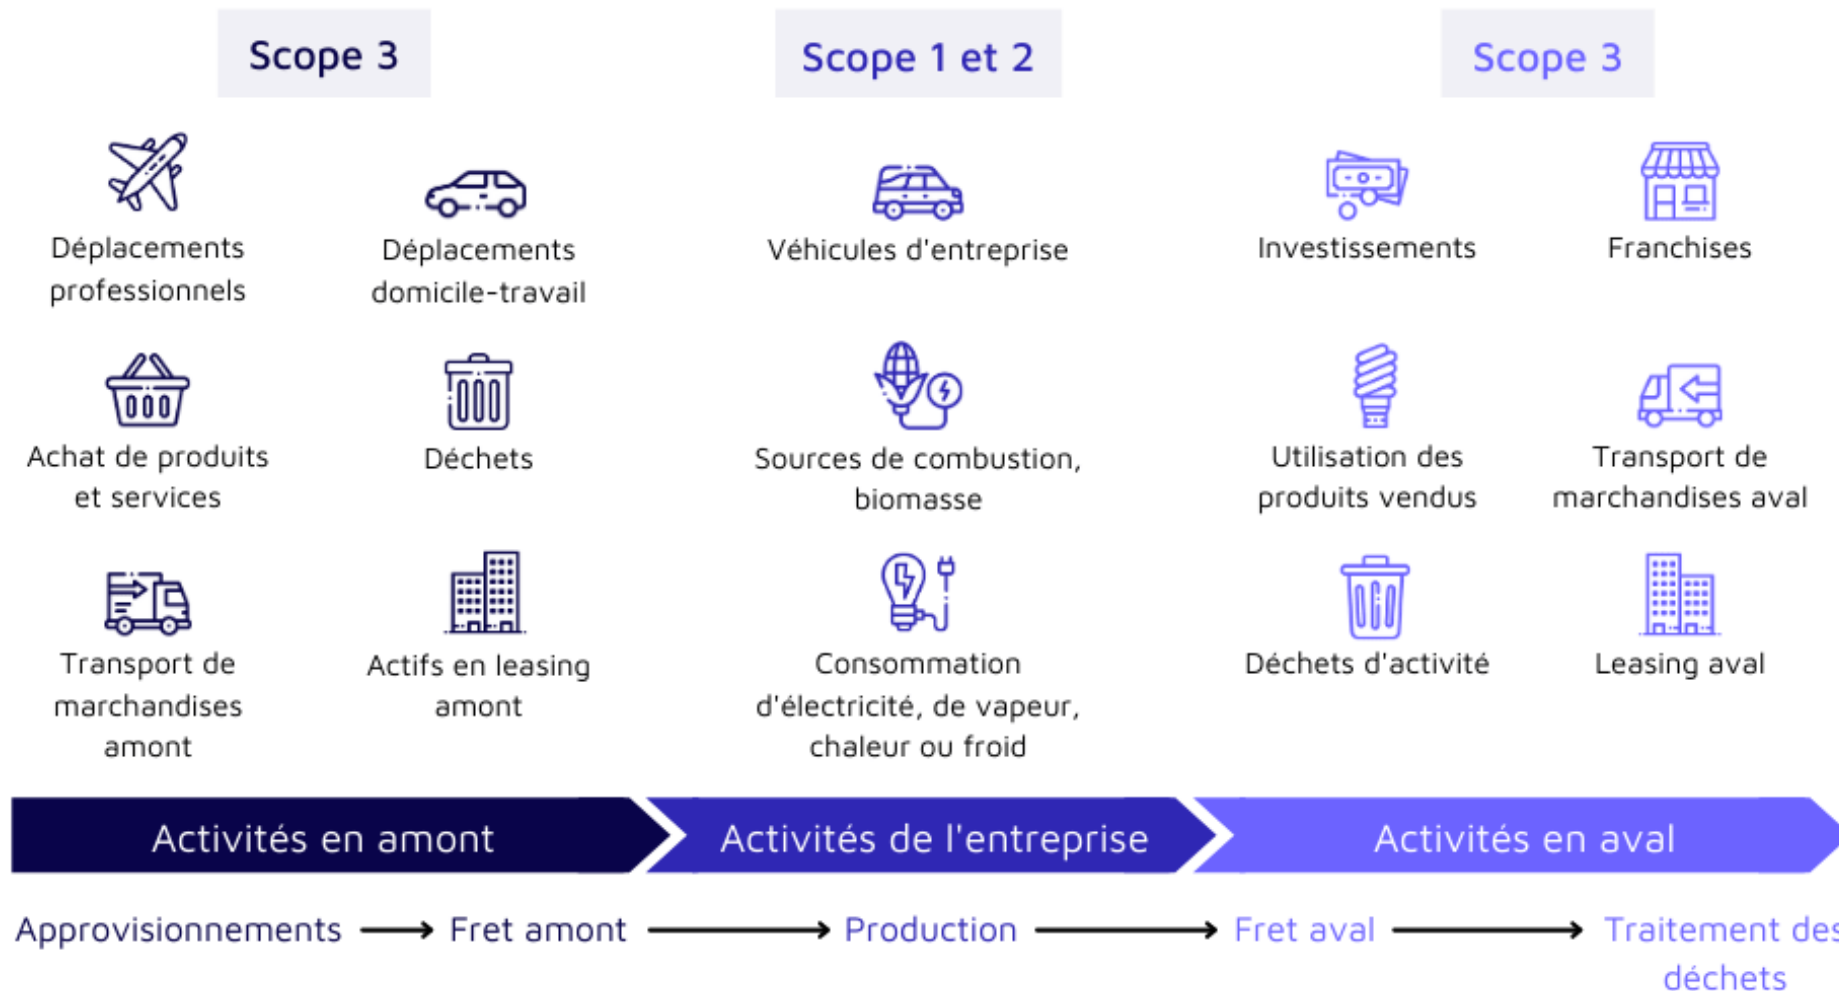 Scope 3
Scope 1 et 2
Scope 3
Déplacements
professionnels
Déplacements
domicile-travail
Véhicules d'entreprise
Investissements
Franchises
Achat de produits
et services
Déchets
Sources de combustion,
biomasse
Utilisation des
produits vendus
Transport de
marchandises aval
Transport de
marchandises
amont
Actifs en leasing
amont
Consommation
d'électricité, de vapeur,
chaleur ou froid
Déchets d'activité
Leasing aval
Activités en amont
Activités de l'entreprise
Activités en aval
Approvisionnements
Fret amont
Production
Fret aval
Traitement des
déchets